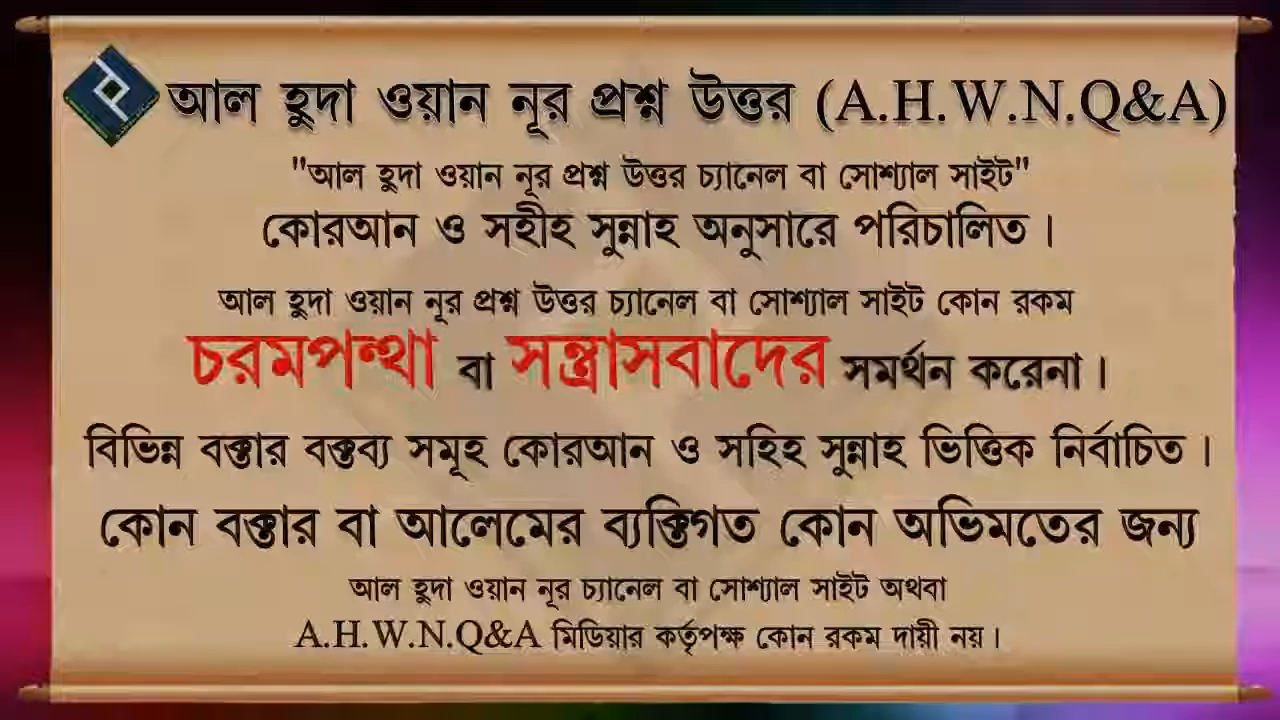 আল হুদা ওয়ান নূর প্রশ্ন উত্তর (A.H.W.N.Q&A)
"আল হুদা ওয়ান নূর প্রশ্ন উত্তর চ্যানেল বা সোশ্যাল সাইট"
কোরআন ও সহীহ সুন্নাহ অনুসারে পরিচালিত।
আল হুদা ওয়ান নূর প্রশ্ন উত্তর চ্যানেল বা সোশ্যাল সাইট কোন রকম
চরমপন্থা বা সন্ত্রাসবাদের সমর্থন করেনা।
বিভিন্ন বক্তার বক্তব্য সমূহ কোরআন ও সহিহ সুন্নাহ ভিত্তিক নির্বাচিত।
কোন বক্তার বা আলেমের ব্যক্তিগত কোন অভিমতের জন্য
আল হুদা ওয়ান নূর চ্যানেল বা সোশ্যাল সাইট অথবা
A.H.W.N.Q&A মিডিয়ার কর্তৃপক্ষ কোন রকম দায়ী নয়।